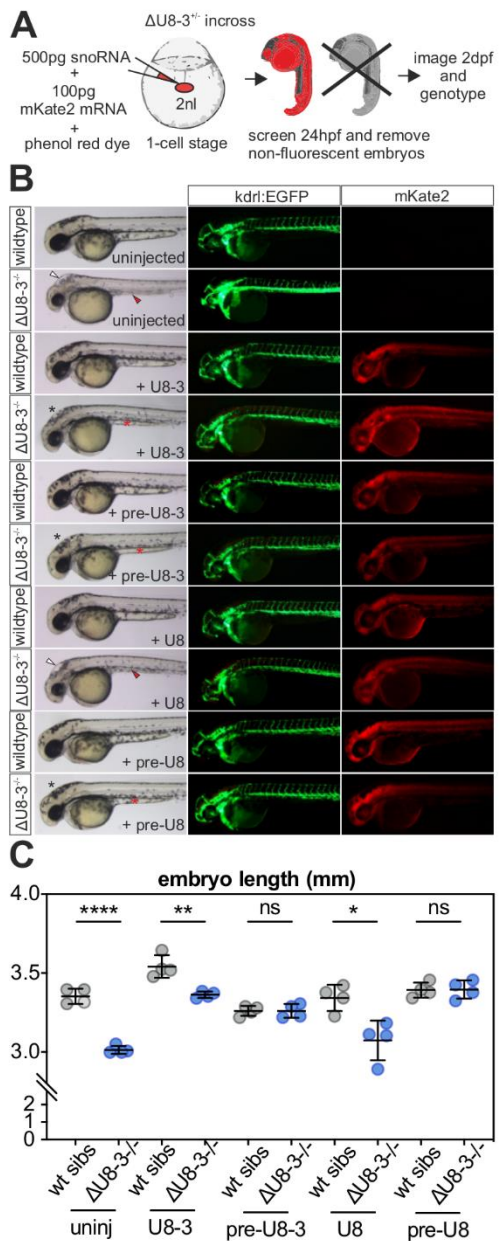 A
ΔU8-3+/- incross
500pg snoRNA
+
100pg
mKate2 mRNA
+
phenol red dye
2nl
1-cell stage
screen 24hpf and remove
non-fluorescent embryos
image 2dpf
and
genotype
B
kdrl:EGFP
mKate2
wildtype
uninjected
ΔU8-3-/-
uninjected
wildtype
+ U8-3
ΔU8-3-/-
*
*
+ U8-3
wildtype
+ pre-U8-3
ΔU8-3-/-
*
*
+ pre-U8-3
wildtype
+ U8
ΔU8-3-/-
+ U8
wildtype
+ pre-U8
ΔU8-3-/-
*
*
+ pre-U8
C
embryo length (mm)
4.0
3.5
3.0
2
1
0
****
**
ns
*
ns
wt sibs
ΔU8-3-/-
wt sibs
ΔU8-3-/-
wt sibs
ΔU8-3-/-
wt sibs
ΔU8-3-/-
wt sibs
ΔU8-3-/-
uninj
U8-3
pre-U8-3
U8
pre-U8